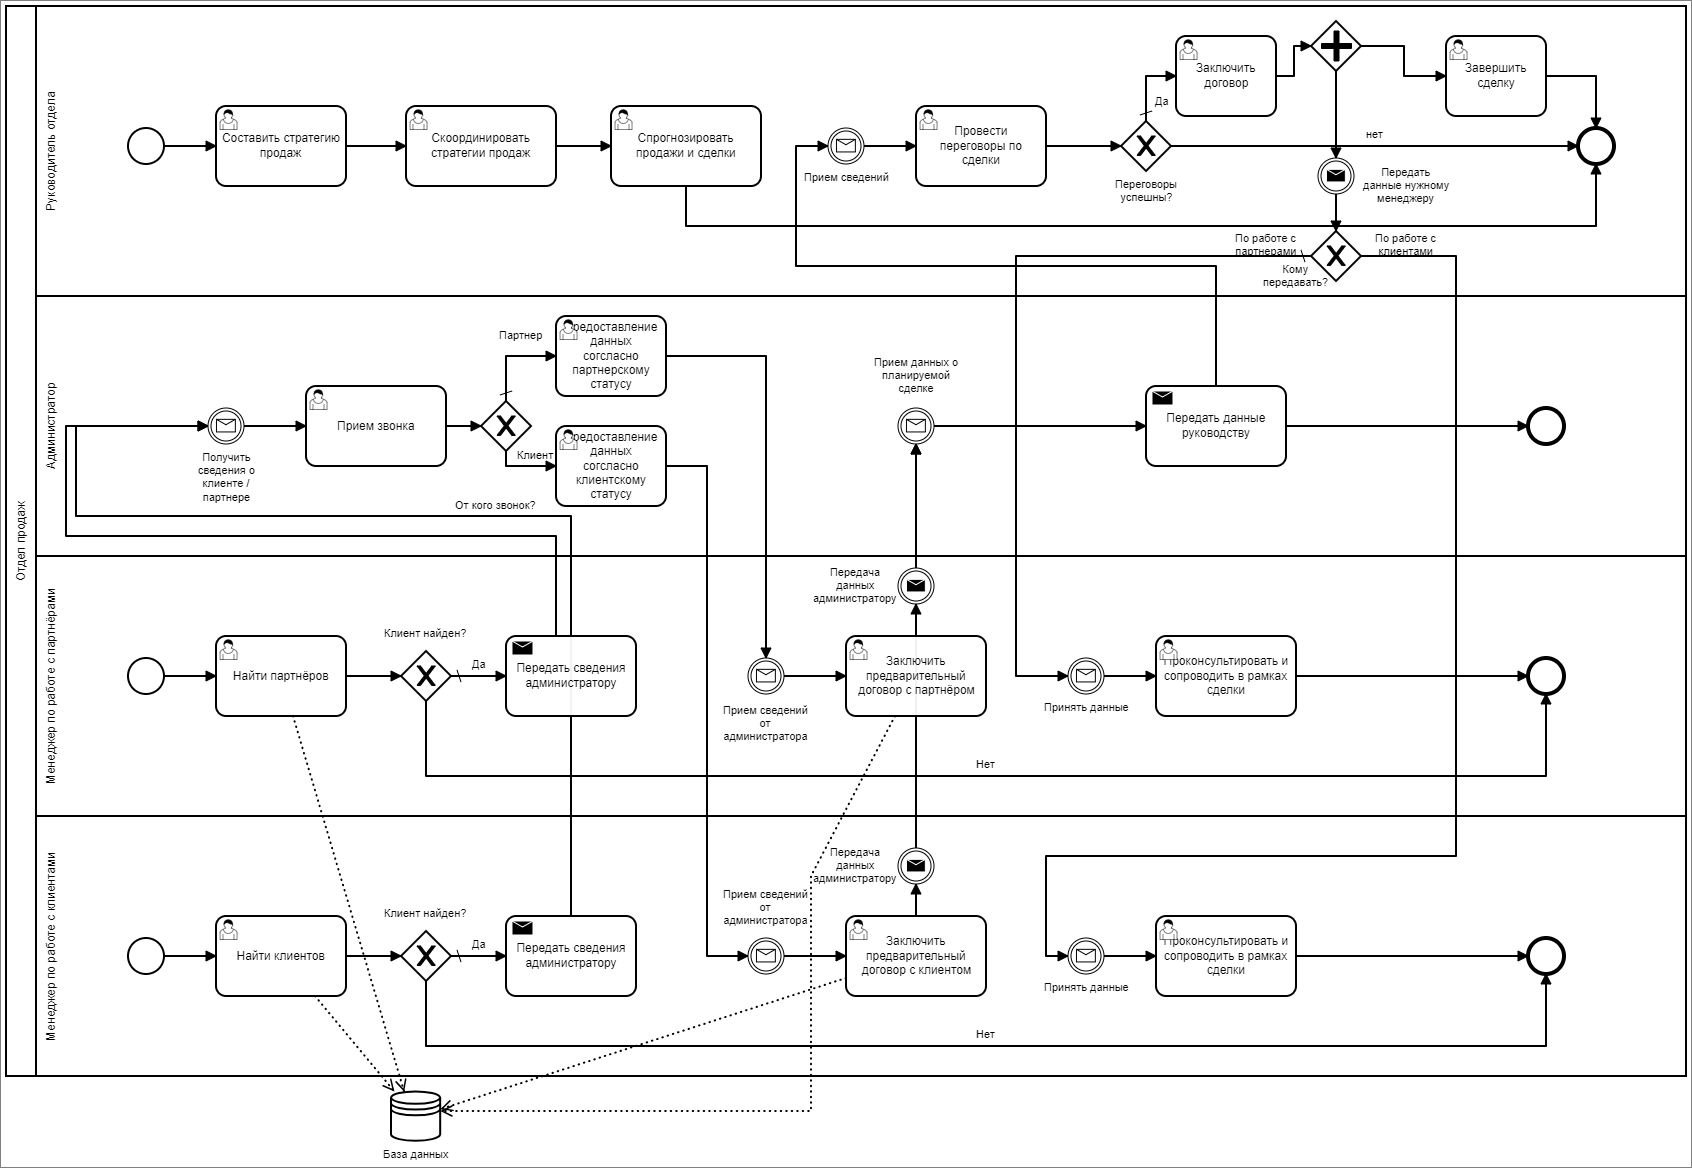 Отдел продаж
Руководитель отдела
Составить стратегию
продаж
Скоординировать
стратегии продаж
Спрогнозировать
продажи и сделки
Прием сведений
Провести
переговоры по
сделки
Переговоры
успешны?
Да
Заключить
договор
Завершить
сделку
нет
Передать
данные нужному
менеджеру
По работе с
партнерами
По работе с
клиентами
Кому
передавать?
Администратор
Получить
сведения о
клиенте /
партнере
Прием звонка
Партнер
Клиент
От кого звонок?
редоставление
данных
согсласно
партнерскому
статусу
редоставление
данных
согсласно
клиентскому
статусу
Прием данных о
планируемой
сделке
Передать данные
руководству
Менеджер по работе с партнёрами
Найти партнёров
Клиент найден?
Да
Передать сведения
администратору
Прием сведений
от
администратора
Передача
данных
администратору
Заключить
предварительный
договор с партнёром
Принять данные
Проконсультировать и
сопроводить в рамках
сделки
Нет
Менеджер по работе с клиентами
Найти клиентов
Клиент найден?
Да
Передать сведения
администратору
Прием сведений
от
администратора
Передача
данных
администратору
Заключить
предварительный
договор с клиентом
Принять данные
Проконсультировать и
сопроводить в рамках
сделки
Нет
База данных